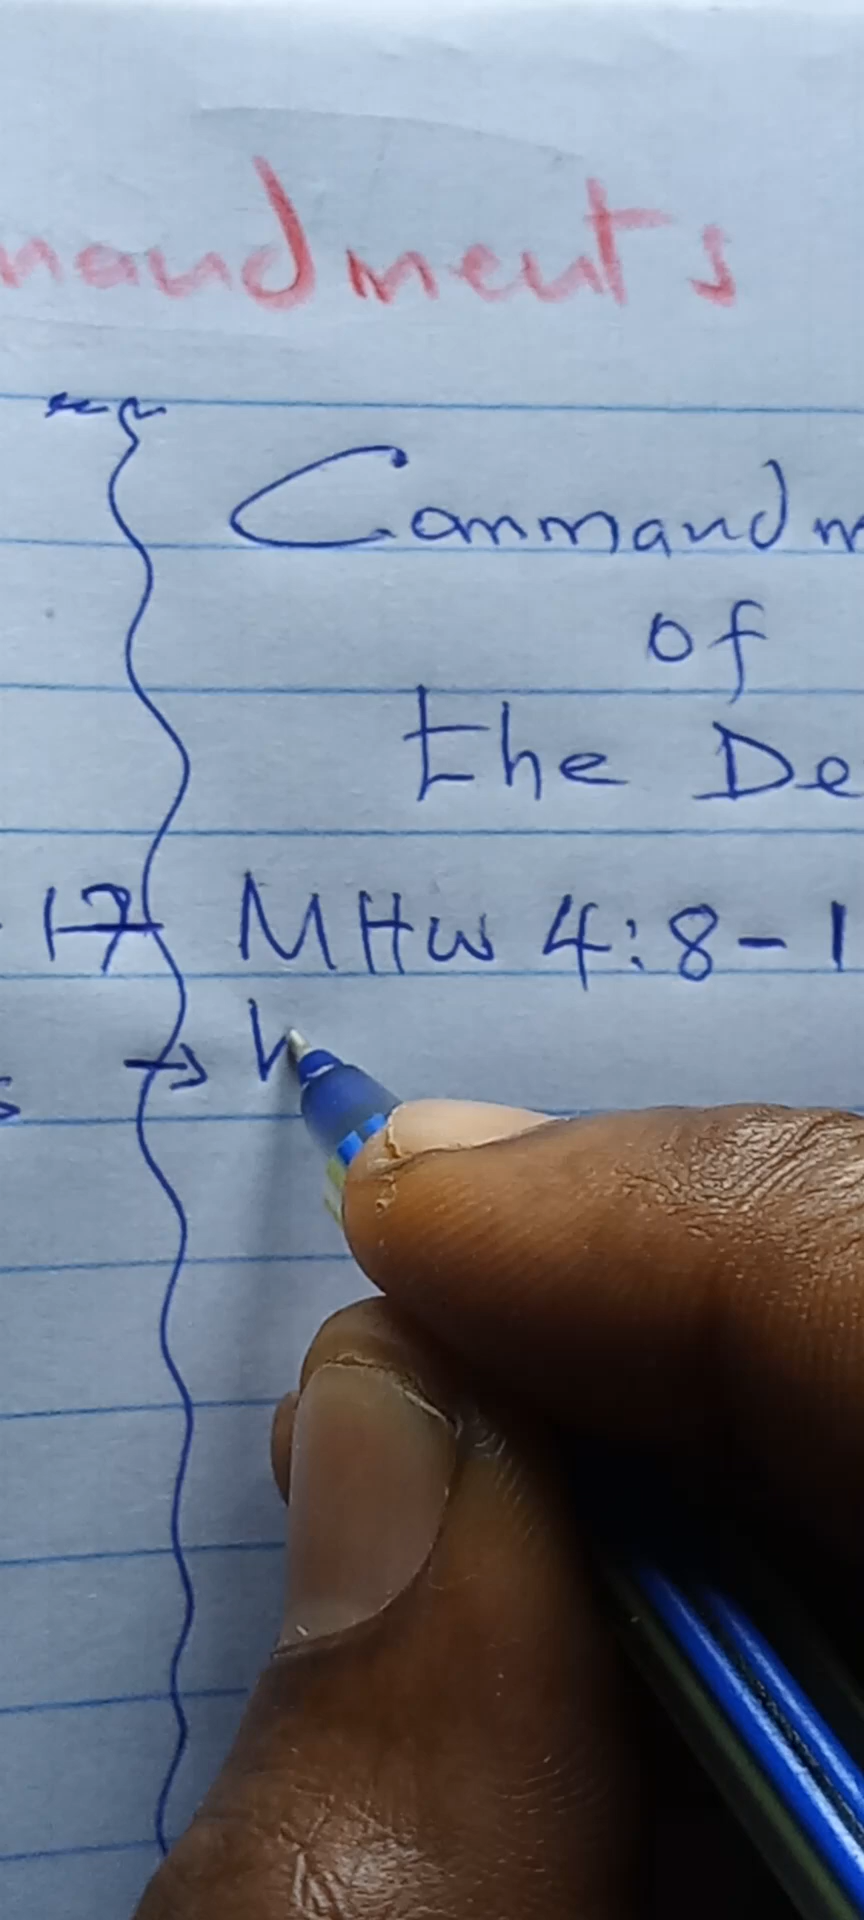 mandments
Commandm
of
the De
17 MHW 4:8-1
s →